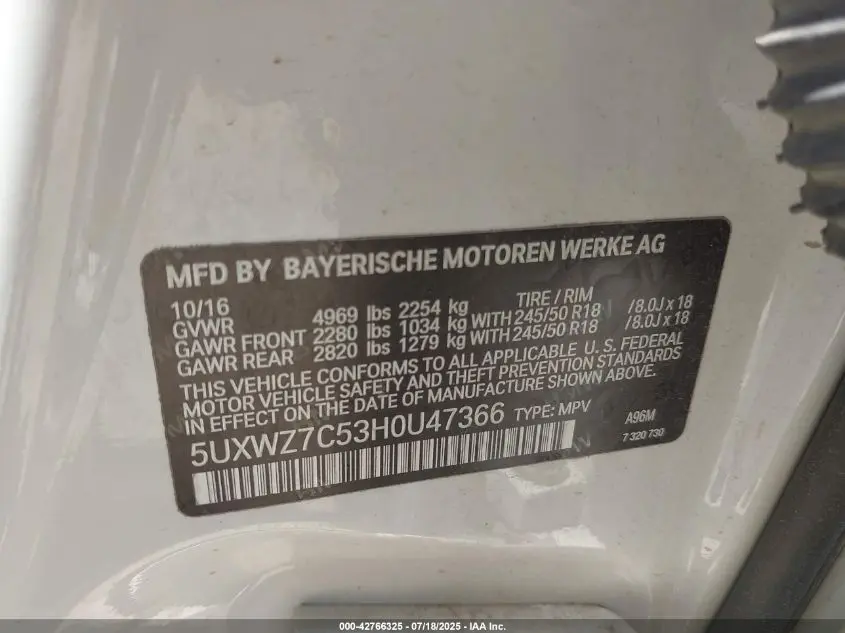 MFD BY BAYERISCHE MOTOREN WERKE AG
10/16 TIRE / RIM
GVWR 4969 lbs 2254 kg
GAWR FRONT 2280 lbs 1034 kg WITH 245/50 R18 /8.0J x 18
GAWR REAR 2820 lbs 1279 kg WITH 245/50 R18 /8.0J x 18
THIS VEHICLE CONFORMS TO ALL APPLICABLE U. S. FEDERAL
MOTOR VEHICLE SAFETY AND THEFT PREVENTION STANDARDS
IN EFFECT ON THE DATE OF MANUFACTURE SHOWN ABOVE.
5UXWZ7C53H0U47366 TYPE: MPV A96M
7 320 730
000-42766325 - 07/18/2025 - IAA Inc.